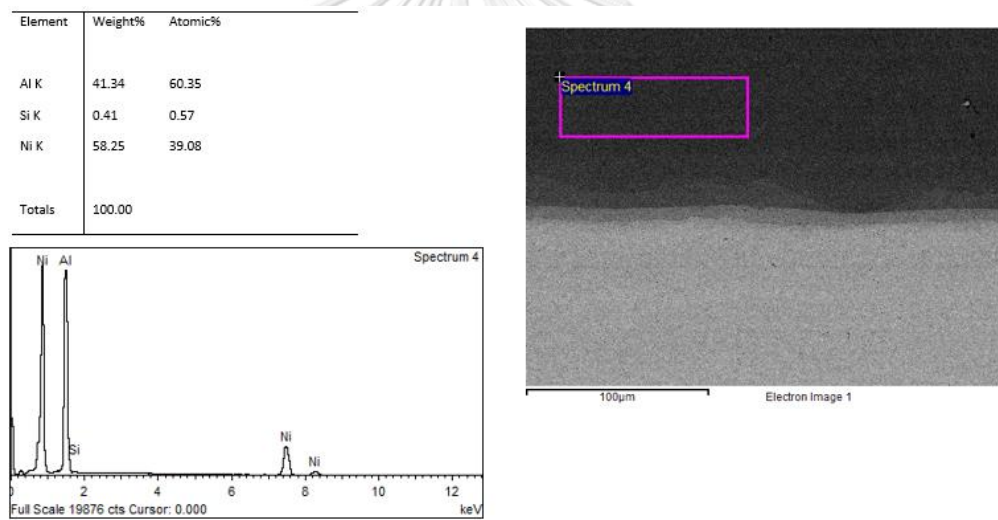 Element Weight% Atomic%
Al K 41.34 60.35
Si K 0.41 0.57
Ni K 58.25 39.08
Totals 100.00
Spectrum 4
100µm Electron Image 1
Spectrum 4
Ni Al
Si
Ni
Ni
0 2 4 6 8 10 12
Full Scale 19876 cts Cursor: 0.000 keV